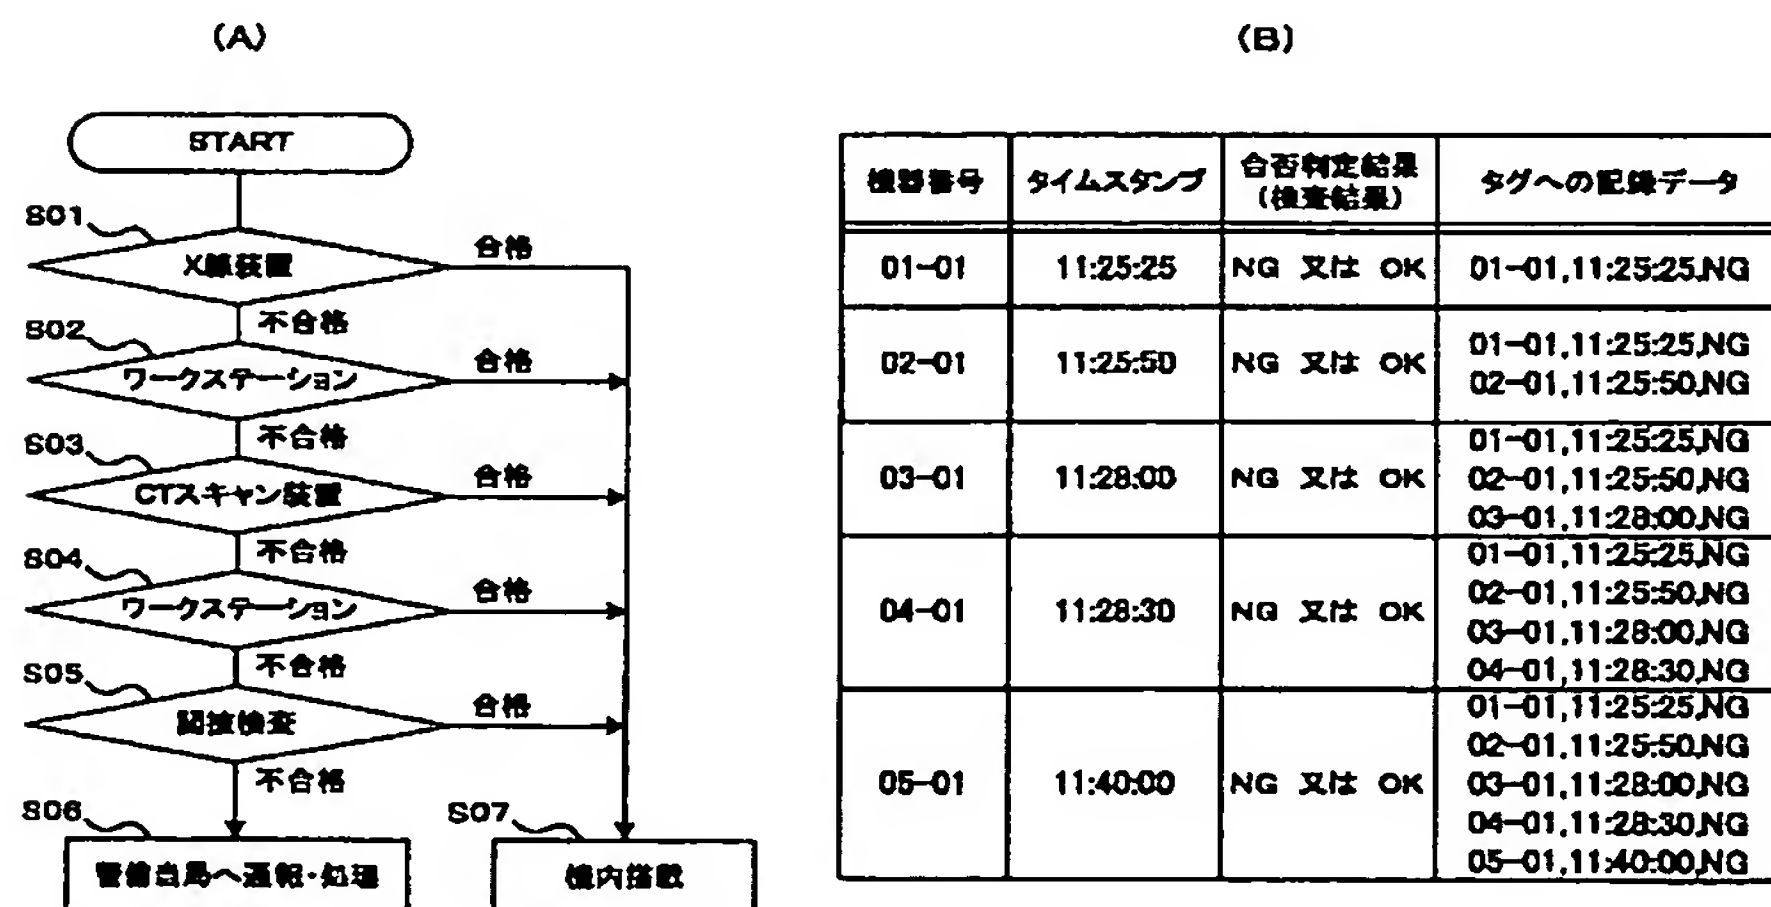 (A)
START
S01
X線装置
合格
不合格
S02
ワークステーション
合格
不合格
S03
CTスキャン装置
合格
不合格
S04
ワークステーション
合格
不合格
S05
開披検査
合格
不合格
S06
警備当局へ通報・処理
S07
機内搭載
(B)
機器番号 タイムスタンプ 合否判定結果 タグへの記録データ
(検査結果)
01-01 11:25:25 NG 又は OK 01-01,11:25:25,NG
02-01 11:25:50 NG 又は OK 01-01,11:25:25,NG
02-01,11:25:50,NG
03-01 11:28:00 NG 又は OK 01-01,11:25:25,NG
02-01,11:25:50,NG
03-01,11:28:00,NG
04-01 11:28:30 NG 又は OK 01-01,11:25:25,NG
02-01,11:25:50,NG
03-01,11:28:00,NG
04-01,11:28:30,NG
05-01 11:40:00 NG 又は OK 01-01,11:25:25,NG
02-01,11:25:50,NG
03-01,11:28:00,NG
04-01,11:28:30,NG
05-01,11:40:00,NG